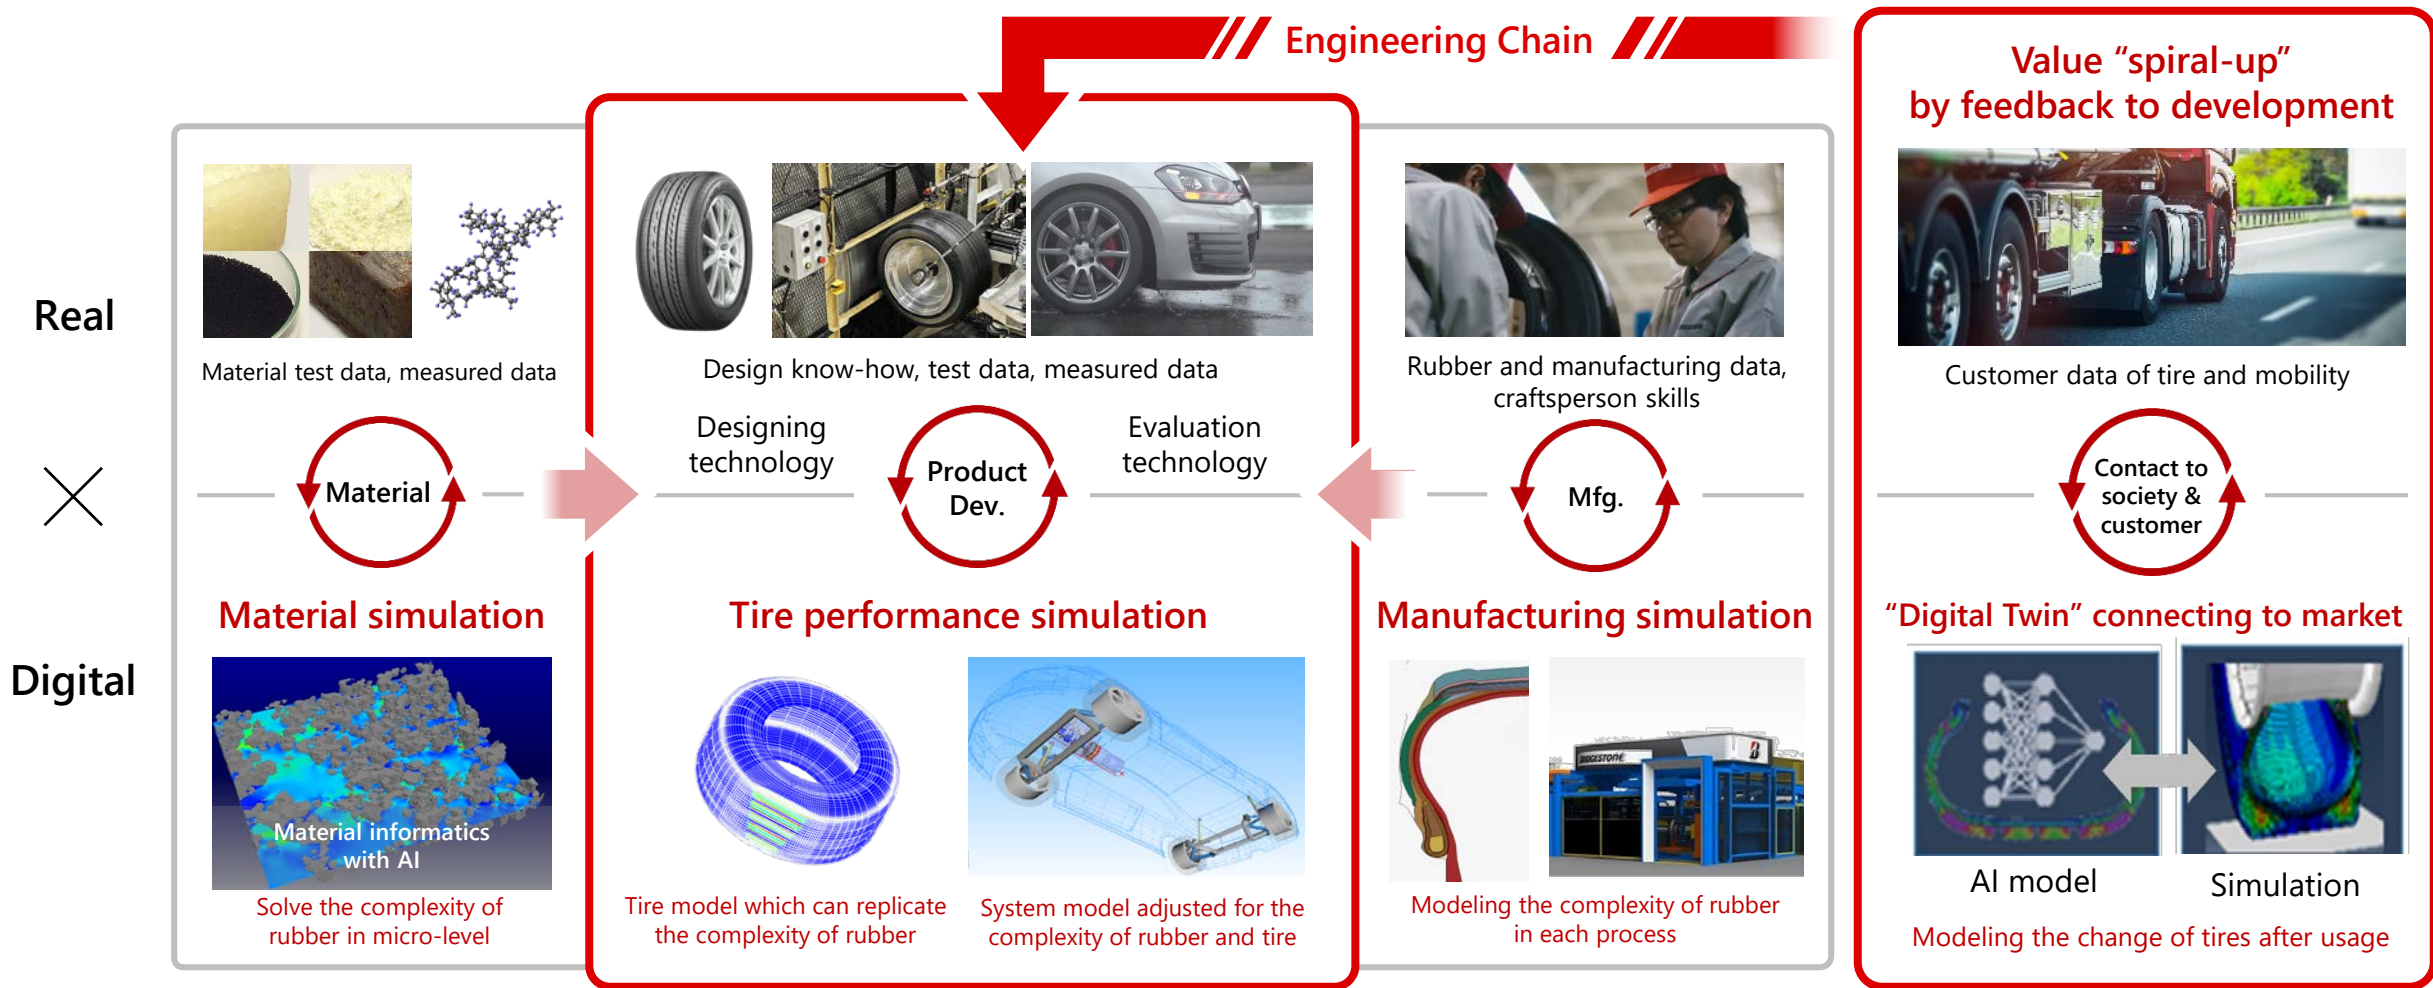 Engineering Chain
Value “spiral-up”
by feedback to development
Real
Material test data, measured data
Design know-how, test data, measured data
Rubber and manufacturing data,
craftsperson skills
Customer data of tire and mobility
Material
Designing
technology
Product
Dev.
Evaluation
technology
Mfg.
Contact to
society &
customer
Digital
Material simulation
Tire performance simulation
Manufacturing simulation
“Digital Twin” connecting to market
Material informatics
with AI
BRIDGESTONE
AI model
Simulation
Solve the complexity of
rubber in micro-level
Tire model which can replicate
the complexity of rubber
System model adjusted for the
complexity of rubber and tire
Modeling the complexity of rubber
in each process
Modeling the change of tires after usage